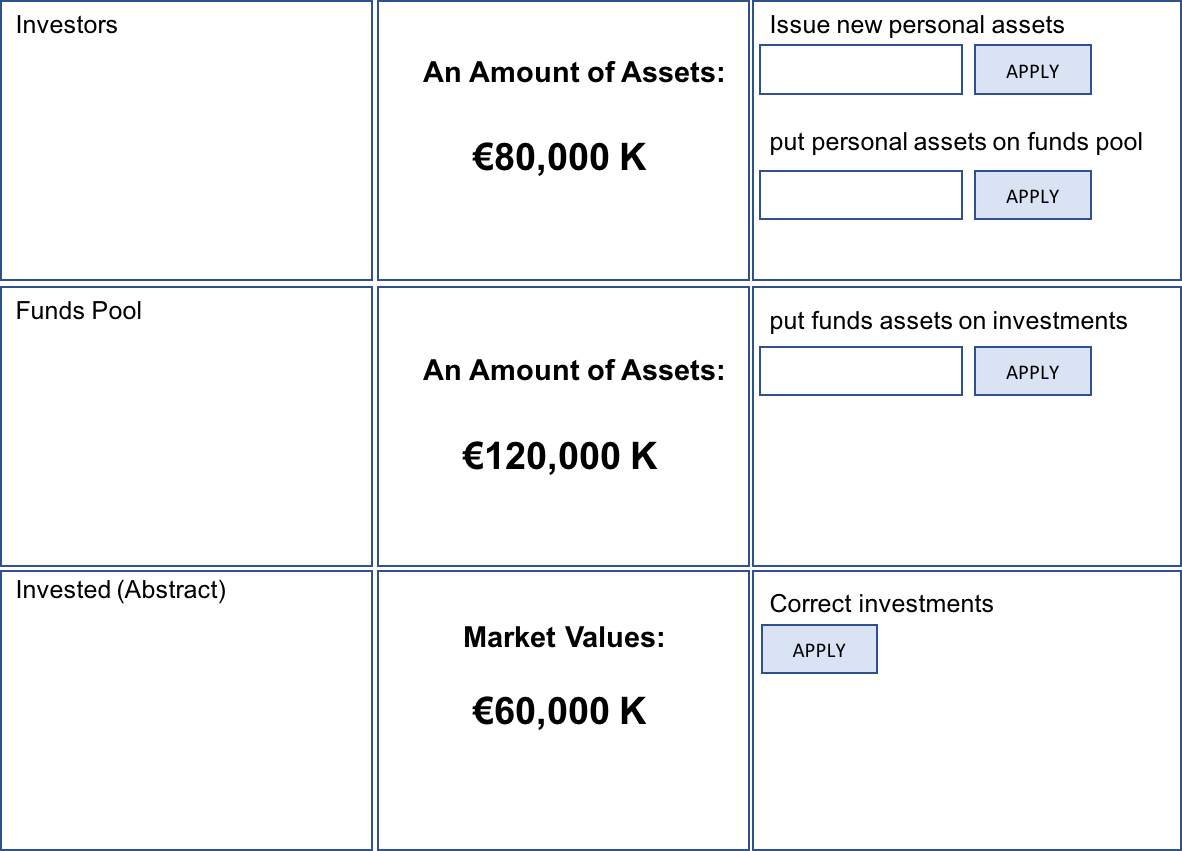 Investors
An Amount of Assets:
€80,000 K
Issue new personal assets
APPLY
put personal assets on funds pool
APPLY
Funds Pool
An Amount of Assets:
€120,000 K
put funds assets on investments
APPLY
Invested (Abstract)
Market Values:
€60,000 K
Correct investments
APPLY